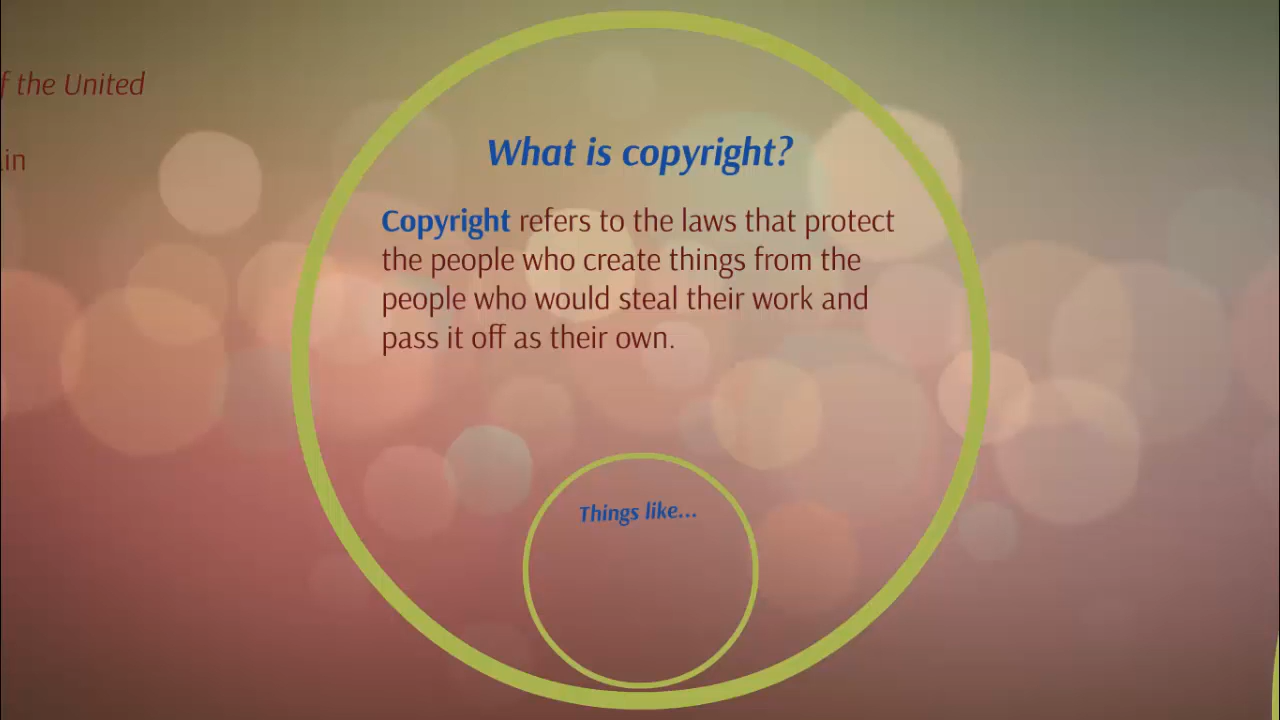 of the United
What is copyright?
Copyright refers to the laws that protect
the people who create things from the
people who would steal their work and
pass it off as their own.
Things like...